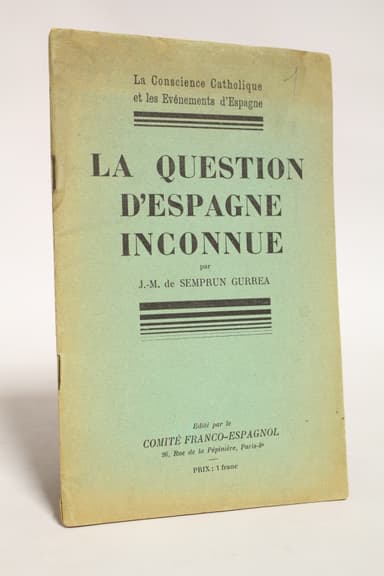 La Conscience Catholique
et les Evénements d'Espagne
LA QUESTION
D'ESPAGNE
INCONNUE
par
J.-M. de SEMPRUN GURREA
Edité par le
COMITÉ FRANCO-ESPAGNOL
26, Rue de la Pépinière, Paris-8e
PRIX : 1 franc